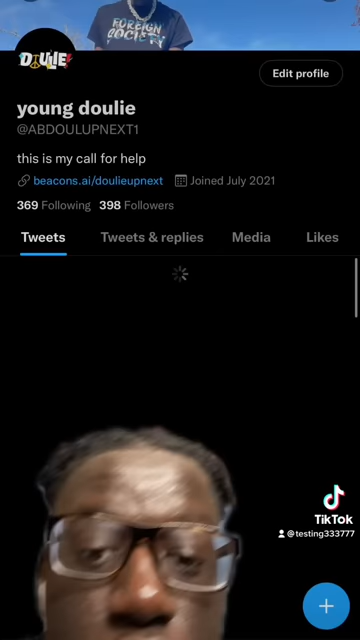 FOREIGN
SOCIETY
DOULIE
Edit profile
young doulie
@ABDOULUPNEXT1
this is my call for help
beacons.ai/doulieupnext Joined July 2021
369 Following 398 Followers
Tweets Tweets & replies Media Likes
TikTok
@testing333777